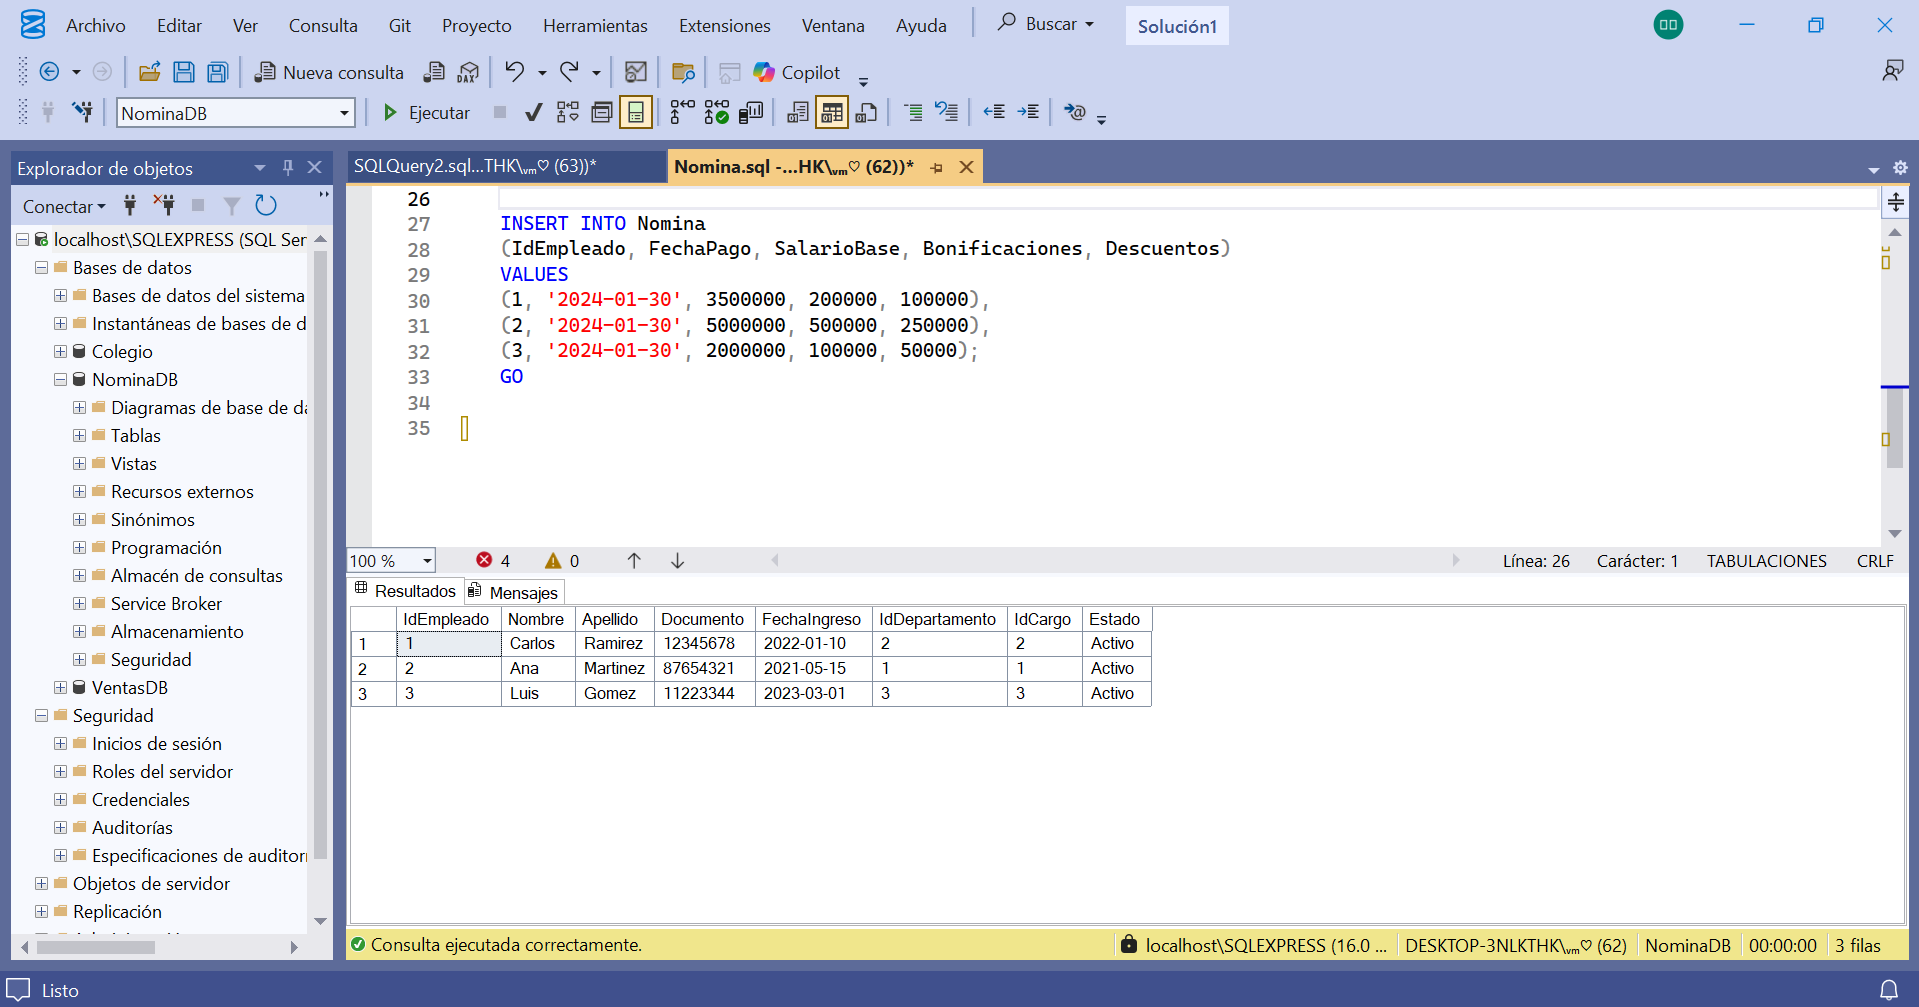 Archivo Editar Ver Consulta Git Proyecto Herramientas Extensiones Ventana Ayuda Buscar Solución1
Nueva consulta DAX Copilot
NominaDB Ejecutar
Explorador de objetos
Conectar
localhost\SQLEXPRESS (SQL Ser
Bases de datos
Bases de datos del sistema
Instantáneas de bases de d
Colegio
NominaDB
Diagramas de base de da
Tablas
Vistas
Recursos externos
Sinónimos
Programación
Almacén de consultas
Service Broker
Almacenamiento
Seguridad
VentasDB
Seguridad
Inicios de sesión
Roles del servidor
Credenciales
Auditorías
Especificaciones de auditor
Objetos de servidor
Replicación
SQLQuery2.sql...THK\ᵥₘ♡ (63))* Nomina.sql -...HK\ᵥₘ♡ (62))*
26
27 INSERT INTO Nomina
28 (IdEmpleado, FechaPago, SalarioBase, Bonificaciones, Descuentos)
29 VALUES
30 (1, '2024-01-30', 3500000, 200000, 100000),
31 (2, '2024-01-30', 5000000, 500000, 250000),
32 (3, '2024-01-30', 2000000, 100000, 50000);
33 GO
34
35
100 % 4 0 Línea: 26 Carácter: 1 TABULACIONES CRLF
Resultados Mensajes
IdEmpleado Nombre Apellido Documento FechaIngreso IdDepartamento IdCargo Estado
1 1 Carlos Ramirez 12345678 2022-01-10 2 2 Activo
2 2 Ana Martinez 87654321 2021-05-15 1 1 Activo
3 3 Luis Gomez 11223344 2023-03-01 3 3 Activo
Consulta ejecutada correctamente. localhost\SQLEXPRESS (16.0 ... DESKTOP-3NLKTHK\ᵥₘ♡ (62) NominaDB 00:00:00 3 filas
Listo